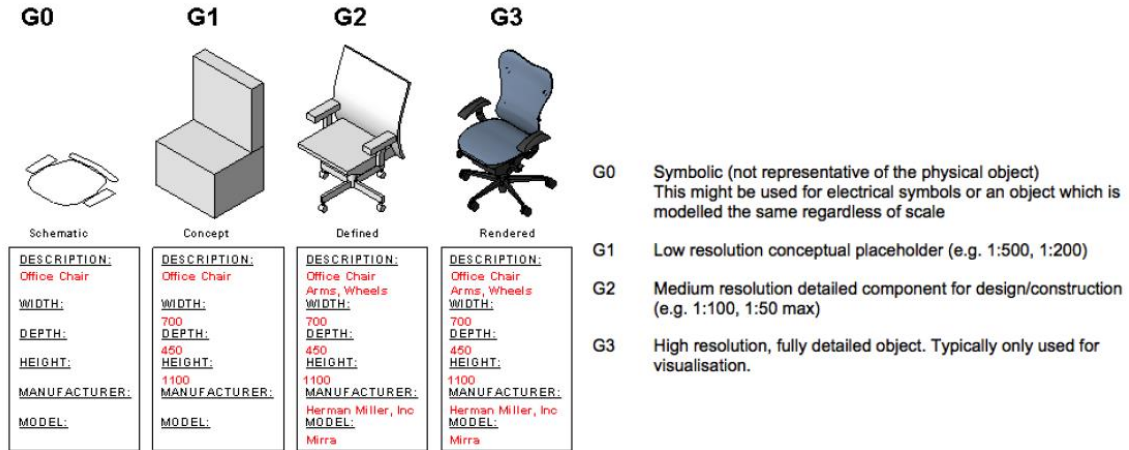 G0
G1
G2
G3
Schematic
Concept
Defined
Rendered
DESCRIPTION:
Office Chair
WIDTH:
DEPTH:
HEIGHT:
MANUFACTURER:
MODEL:
DESCRIPTION:
Office Chair
WIDTH:
700
DEPTH:
450
HEIGHT:
1100
MANUFACTURER:
MODEL:
DESCRIPTION:
Office Chair
Arms, Wheels
WIDTH:
700
DEPTH:
450
HEIGHT:
1100
MANUFACTURER:
Herman Miller, Inc
MODEL:
Mirra
DESCRIPTION:
Office Chair
Arms, Wheels
WIDTH:
700
DEPTH:
450
HEIGHT:
1100
MANUFACTURER:
Herman Miller, Inc
MODEL:
Mirra
G0 Symbolic (not representative of the physical object)
This might be used for electrical symbols or an object which is
modelled the same regardless of scale
G1 Low resolution conceptual placeholder (e.g. 1:500, 1:200)
G2 Medium resolution detailed component for design/construction
(e.g. 1:100, 1:50 max)
G3 High resolution, fully detailed object. Typically only used for
visualisation.